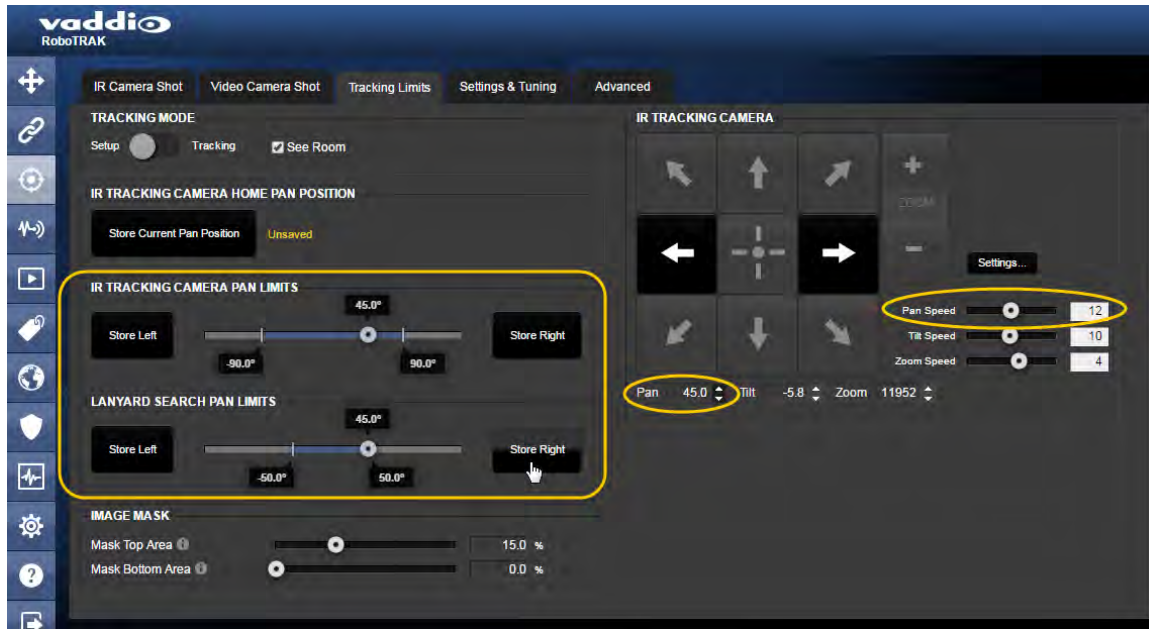 vaddio
RoboTRAK
IR Camera Shot Video Camera Shot Tracking Limits Settings & Tuning Advanced
TRACKING MODE
Setup Tracking See Room
IR TRACKING CAMERA HOME PAN POSITION
Store Current Pan Position Unsaved
IR TRACKING CAMERA PAN LIMITS
45.0°
Store Left Store Right
-90.0° 90.0°
LANYARD SEARCH PAN LIMITS
45.0°
Store Left Store Right
-50.0° 50.0°
IMAGE MASK
Mask Top Area 15.0 %
Mask Bottom Area 0.0 %
IR TRACKING CAMERA
+
ZOOM
-
Settings...
Pan Speed 12
Tilt Speed 10
Zoom Speed 4
Pan 45.0 Tilt -5.8 Zoom 11952